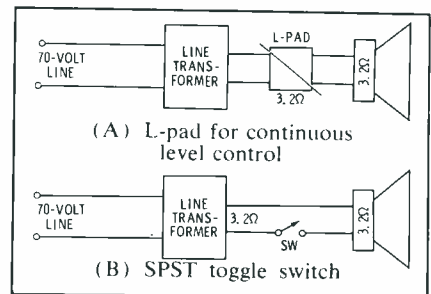 L-PAD
70-VOLT
LINE
LINE
TRANS-
FORMER
3.2Ω
3.2Ω
(A) L-pad for continuous
level control
70-VOLT
LINE
LINE
TRANS-
FORMER
3.2Ω
SW
3.2Ω
(B) SPST toggle switch